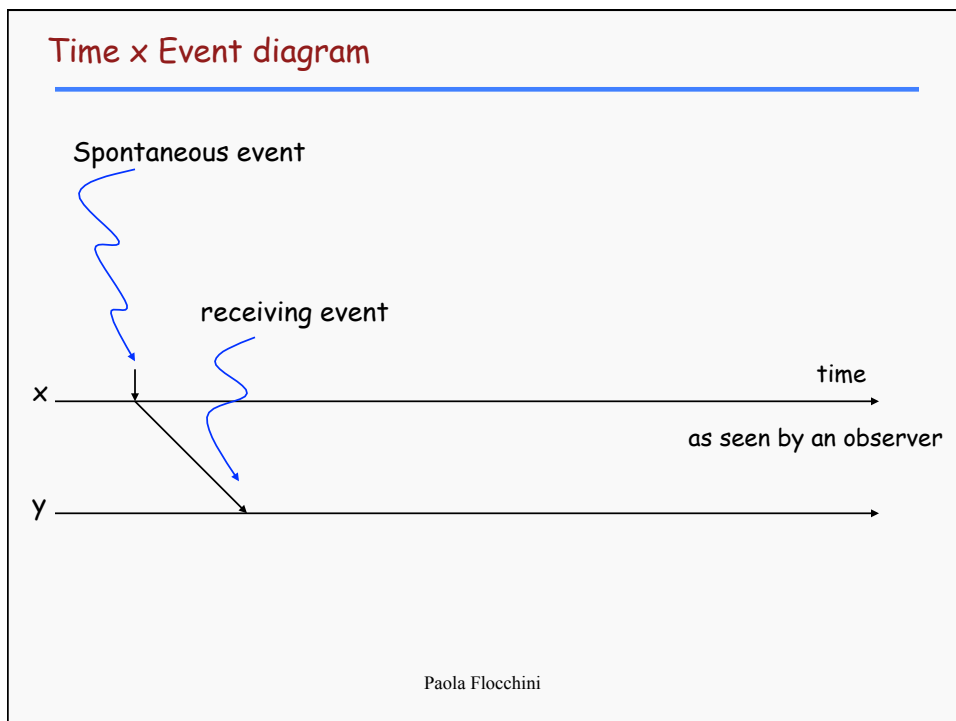 Time x Event diagram
Spontaneous event
receiving event
time
x
as seen by an observer
y
Paola Flocchini